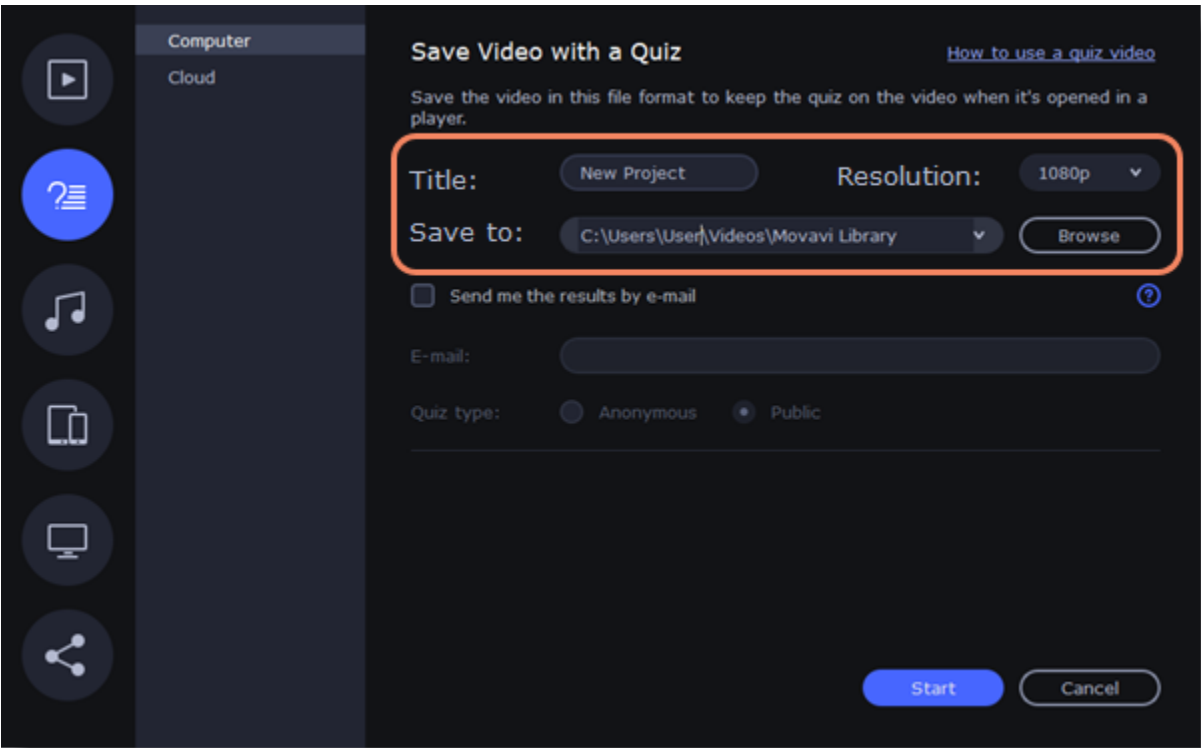 Computer
Cloud
Save Video with a Quiz
How to use a quiz video
Save the video in this file format to keep the quiz on the video when it's opened in a
player.
Title: New Project Resolution: 1080p
Save to: C:\Users\User\Videos\Movavi Library Browse
Send me the results by e-mail ?
E-mail:
Quiz type: Anonymous Public
Start Cancel